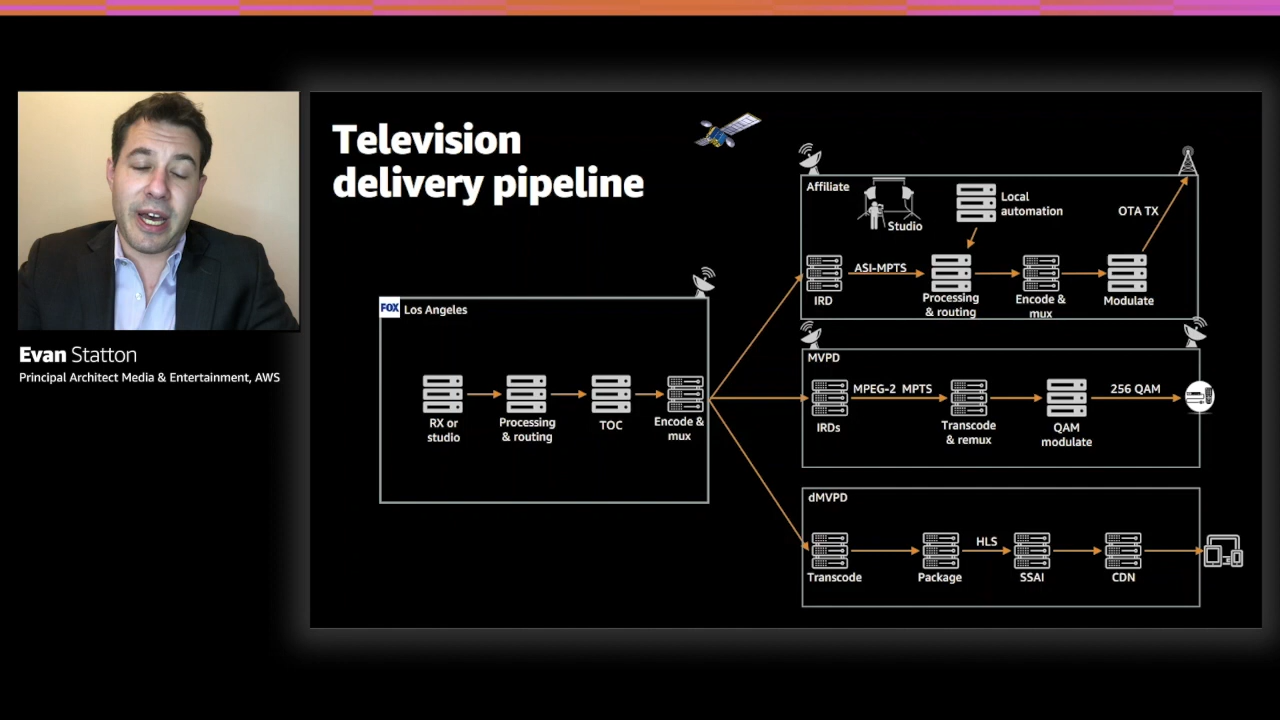 Television
delivery pipeline
Evan Statton
Principal Architect Media & Entertainment, AWS
FOX Los Angeles
RX or
studio
Processing
& routing
TOC
Encode &
mux
Affiliate
Studio
Local
automation
OTA TX
IRD
ASI-MPTS
Processing
& routing
Encode &
mux
Modulate
MVPD
IRDs
MPEG-2 MPTS
Transcode
& remux
QAM
modulate
256 QAM
dMVPD
Transcode
Package
HLS
SSAI
CDN